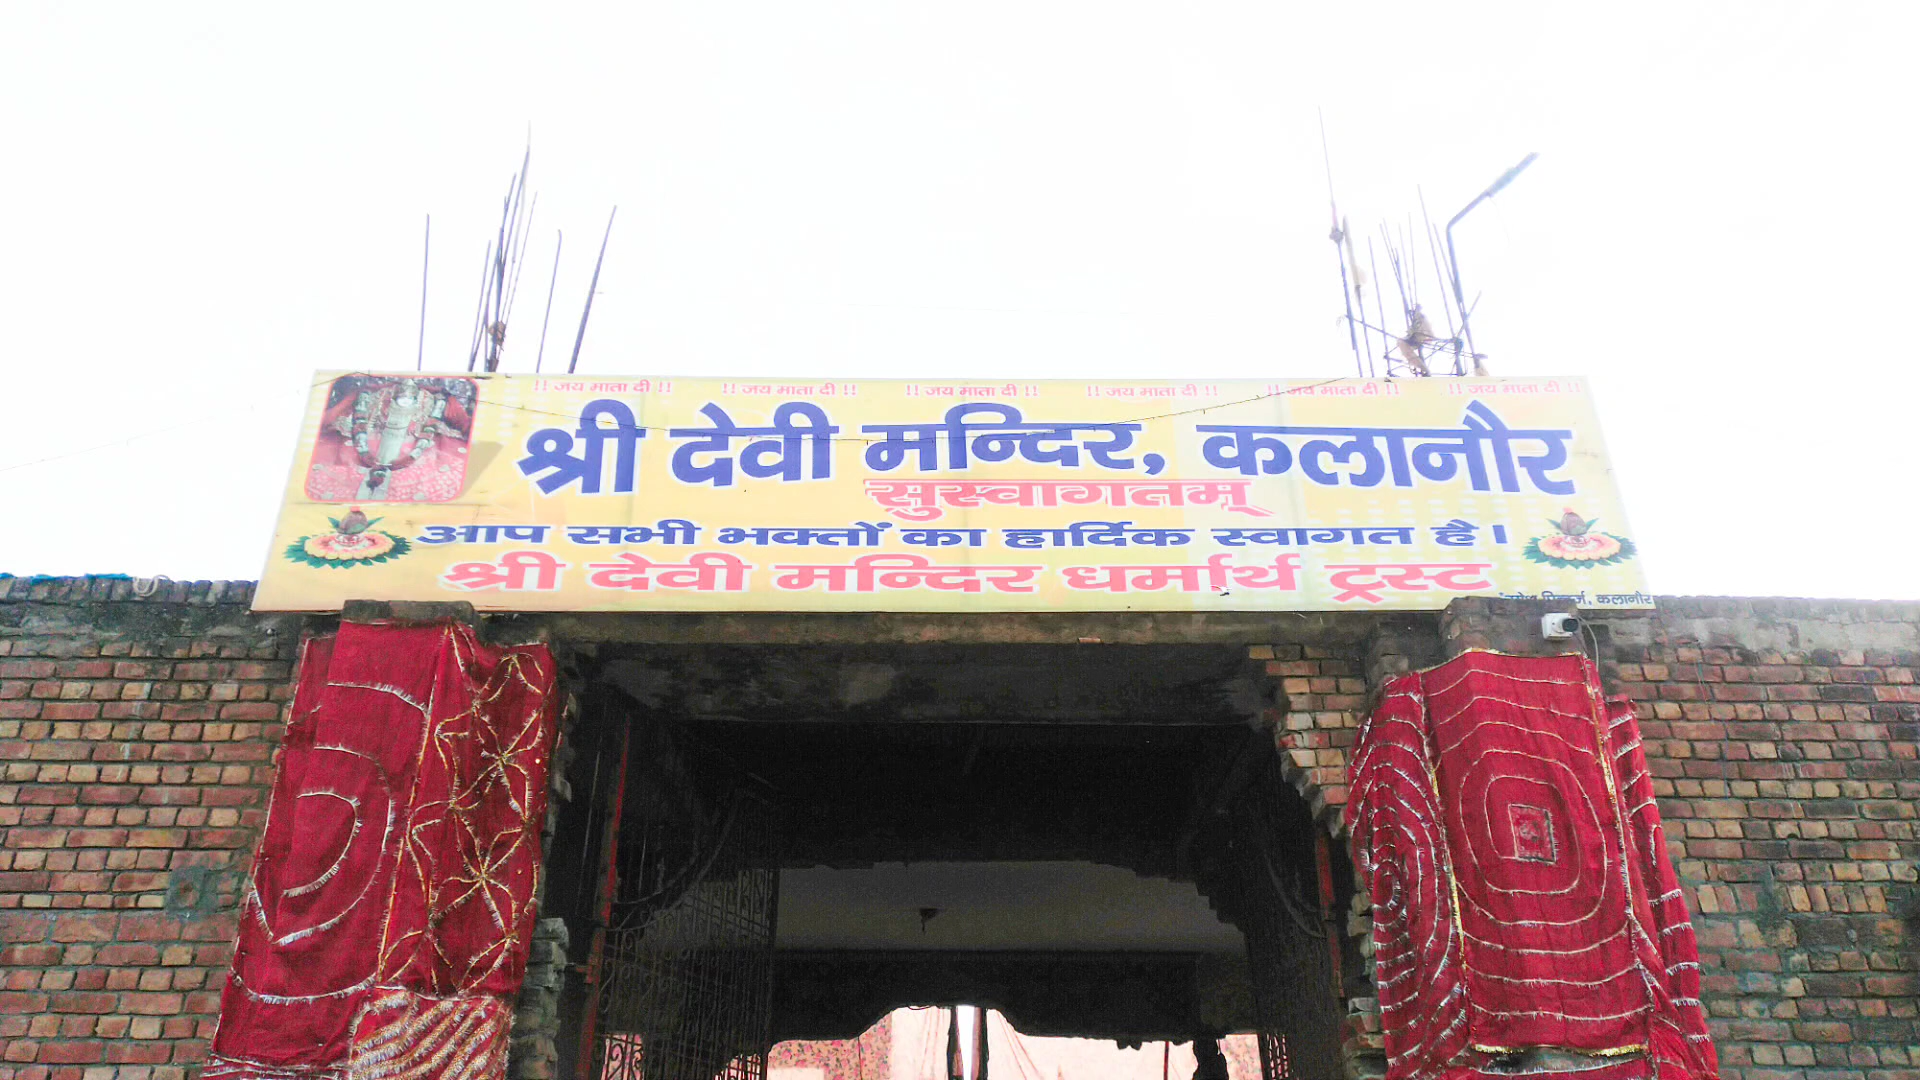 !! जय माता दी !! !! जय माता दी !! !! जय माता दी !! !! जय माता दी !! !! जय माता दी !! !! जय माता दी !!
श्री देवी मन्दिर, कलानौर
सुस्वागतम्
आप सभी भक्तों का हार्दिक स्वागत है।
श्री देवी मन्दिर धर्मार्थ ट्रस्ट
कलानौर